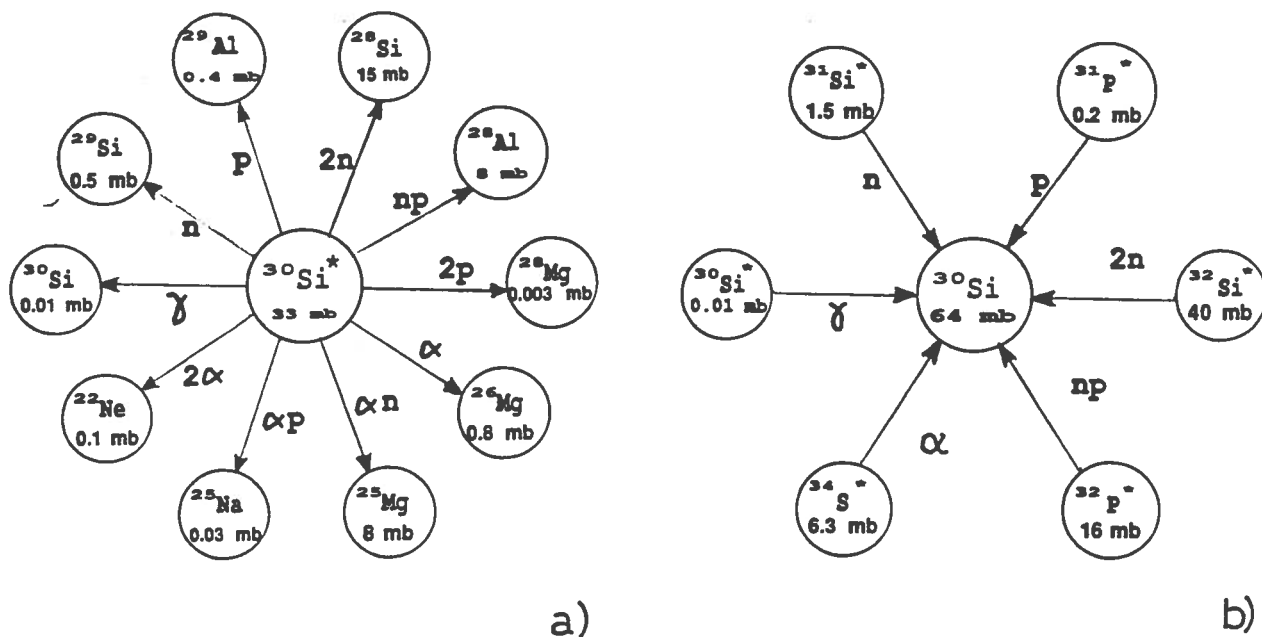 ²⁹Al
0.4 mb
²⁸Si
15 mb
²⁹Si
0.5 mb
²⁸Al
8 mb
p
2n
np
n
³⁰Si*
33 mb
2p
²⁸Mg
0.003 mb
³⁰Si
0.01 mb
γ
α
2α
αp
αn
²²Ne
0.1 mb
²⁶Mg
0.8 mb
²⁵Na
0.03 mb
²⁵Mg
8 mb
a)
³¹Si*
1.5 mb
³¹P*
0.2 mb
n
p
³⁰Si*
0.01 mb
γ
³⁰Si
64 mb
2n
³²Si*
40 mb
α
np
³⁴S*
6.3 mb
³²P*
16 mb
b)